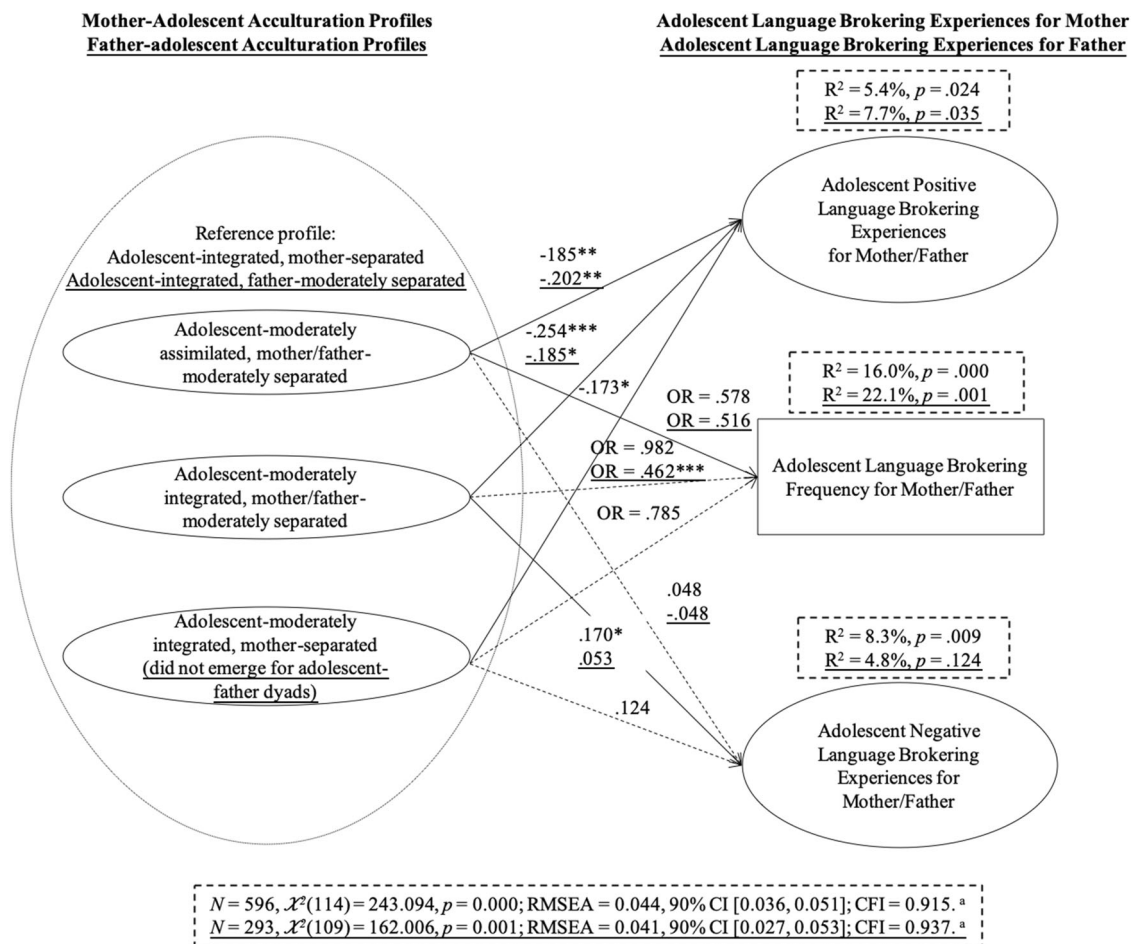 Mother-Adolescent Acculturation Profiles
Father-adolescent Acculturation Profiles
Adolescent Language Brokering Experiences for Mother
Adolescent Language Brokering Experiences for Father
R² = 5.4%, p = .024
R² = 7.7%, p = .035
Adolescent Positive
Language Brokering
Experiences
for Mother/Father
Reference profile:
Adolescent-integrated, mother-separated
Adolescent-integrated, father-moderately separated
-185**
-.202**
Adolescent-moderately
assimilated, mother/father-
moderately separated
-.254***
-.185*
-.173*
R² = 16.0%, p = .000
R² = 22.1%, p = .001
OR = .578
OR = .516
OR = .982
OR = .462***
Adolescent Language Brokering
Frequency for Mother/Father
Adolescent-moderately
integrated, mother/father-
moderately separated
OR = .785
.048
-.048
Adolescent-moderately
integrated, mother-separated
(did not emerge for adolescent-
father dyads)
.170*
.053
.124
R² = 8.3%, p = .009
R² = 4.8%, p = .124
Adolescent Negative
Language Brokering
Experiences for
Mother/Father
N = 596, χ²(114) = 243.094, p = 0.000; RMSEA = 0.044, 90% CI [0.036, 0.051]; CFI = 0.915. ᵃ
N = 293, χ²(109) = 162.006, p = 0.001; RMSEA = 0.041, 90% CI [0.027, 0.053]; CFI = 0.937. ᵃ